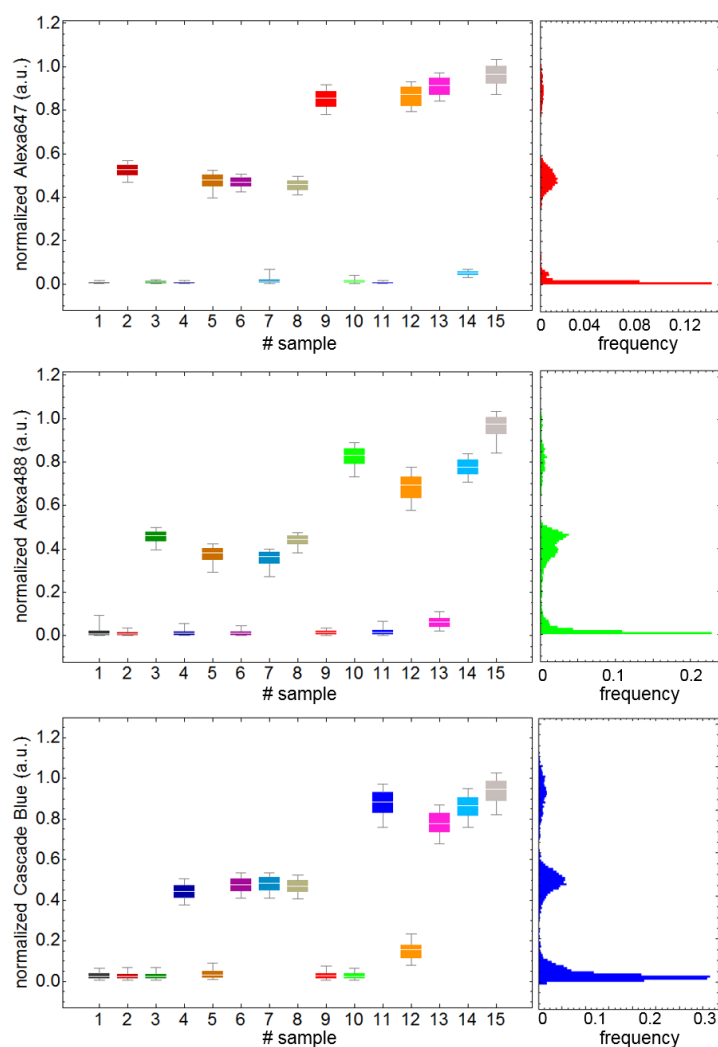 normalized Alexa647 (a.u.)
1.2
1.0
0.8
0.6
0.4
0.2
0.0
1 2 3 4 5 6 7 8 9 10 11 12 13 14 15
# sample
0 0.04 0.08 0.12
frequency
normalized Alexa488 (a.u.)
1.2
1.0
0.8
0.6
0.4
0.2
0.0
1 2 3 4 5 6 7 8 9 10 11 12 13 14 15
# sample
0 0.1 0.2
frequency
normalized Cascade Blue (a.u.)
1.2
1.0
0.8
0.6
0.4
0.2
0.0
1 2 3 4 5 6 7 8 9 10 11 12 13 14 15
# sample
0 0.1 0.2 0.3
frequency